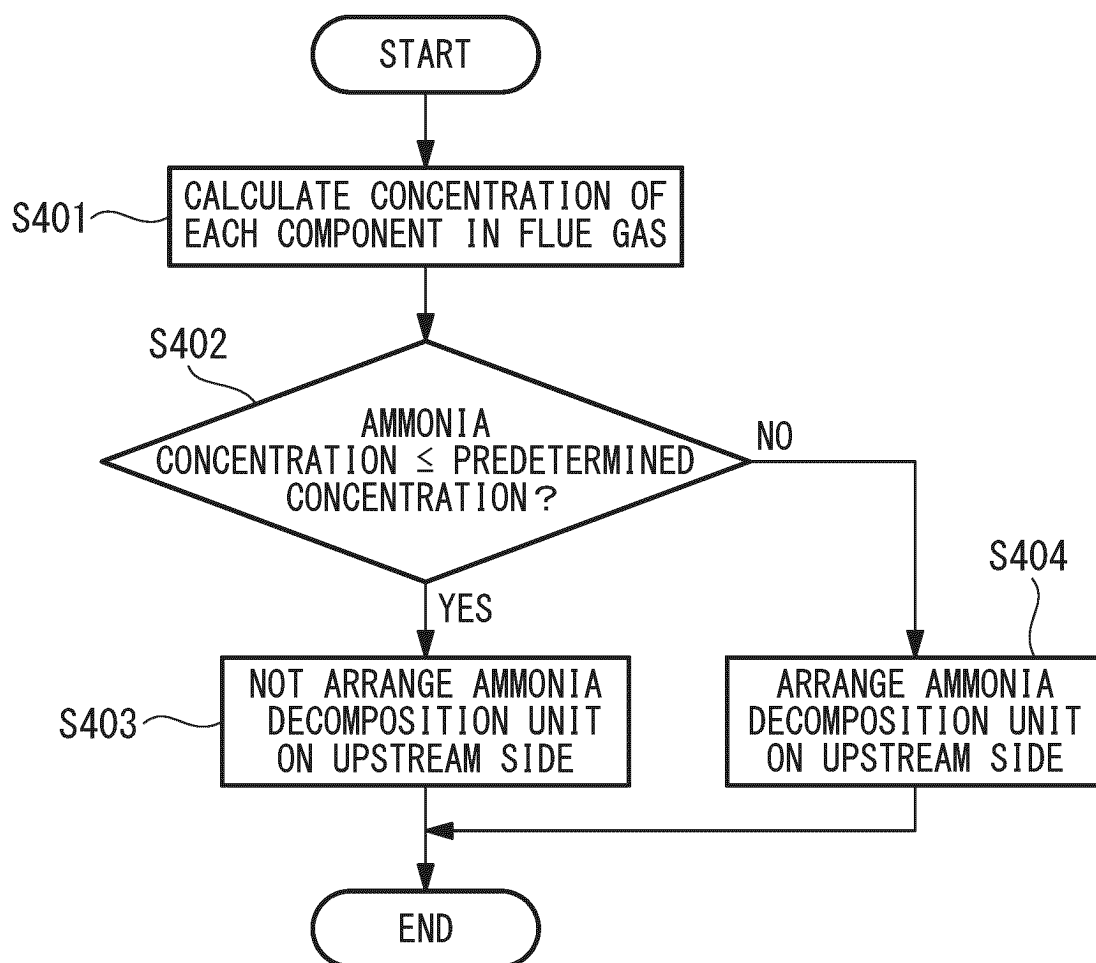 START
S401
CALCULATE CONCENTRATION OF
EACH COMPONENT IN FLUE GAS
S402
AMMONIA
CONCENTRATION ≤ PREDETERMINED
CONCENTRATION?
NO
YES
S403
NOT ARRANGE AMMONIA
DECOMPOSITION UNIT
ON UPSTREAM SIDE
S404
ARRANGE AMMONIA
DECOMPOSITION UNIT
ON UPSTREAM SIDE
END